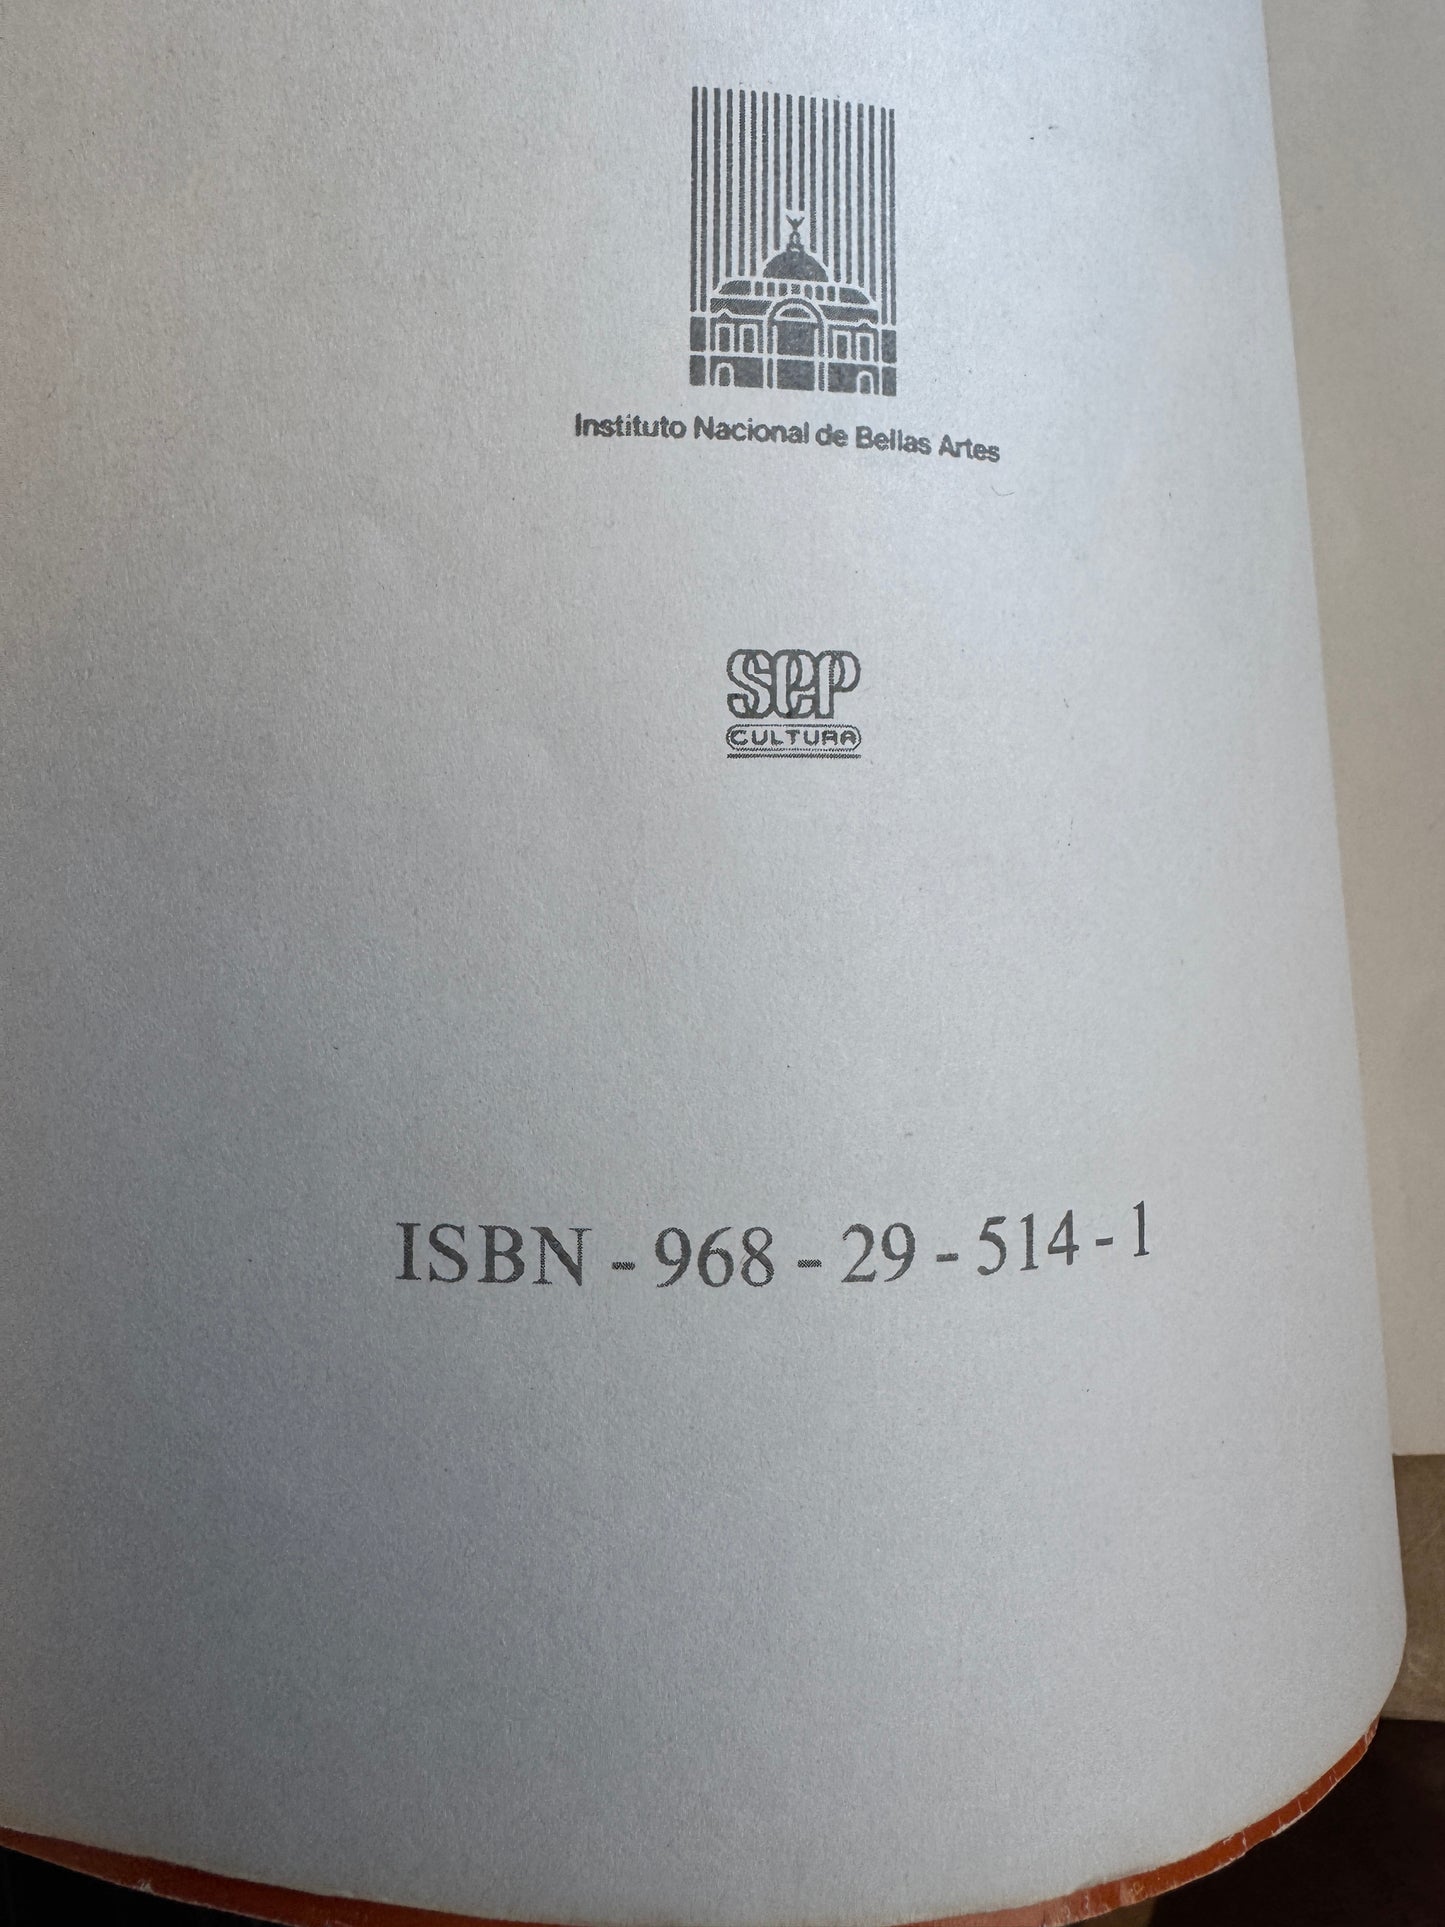 Instituto Nacional de Bellas Artes
SEP
CULTURA
ISBN - 968 - 29 - 514 - 1